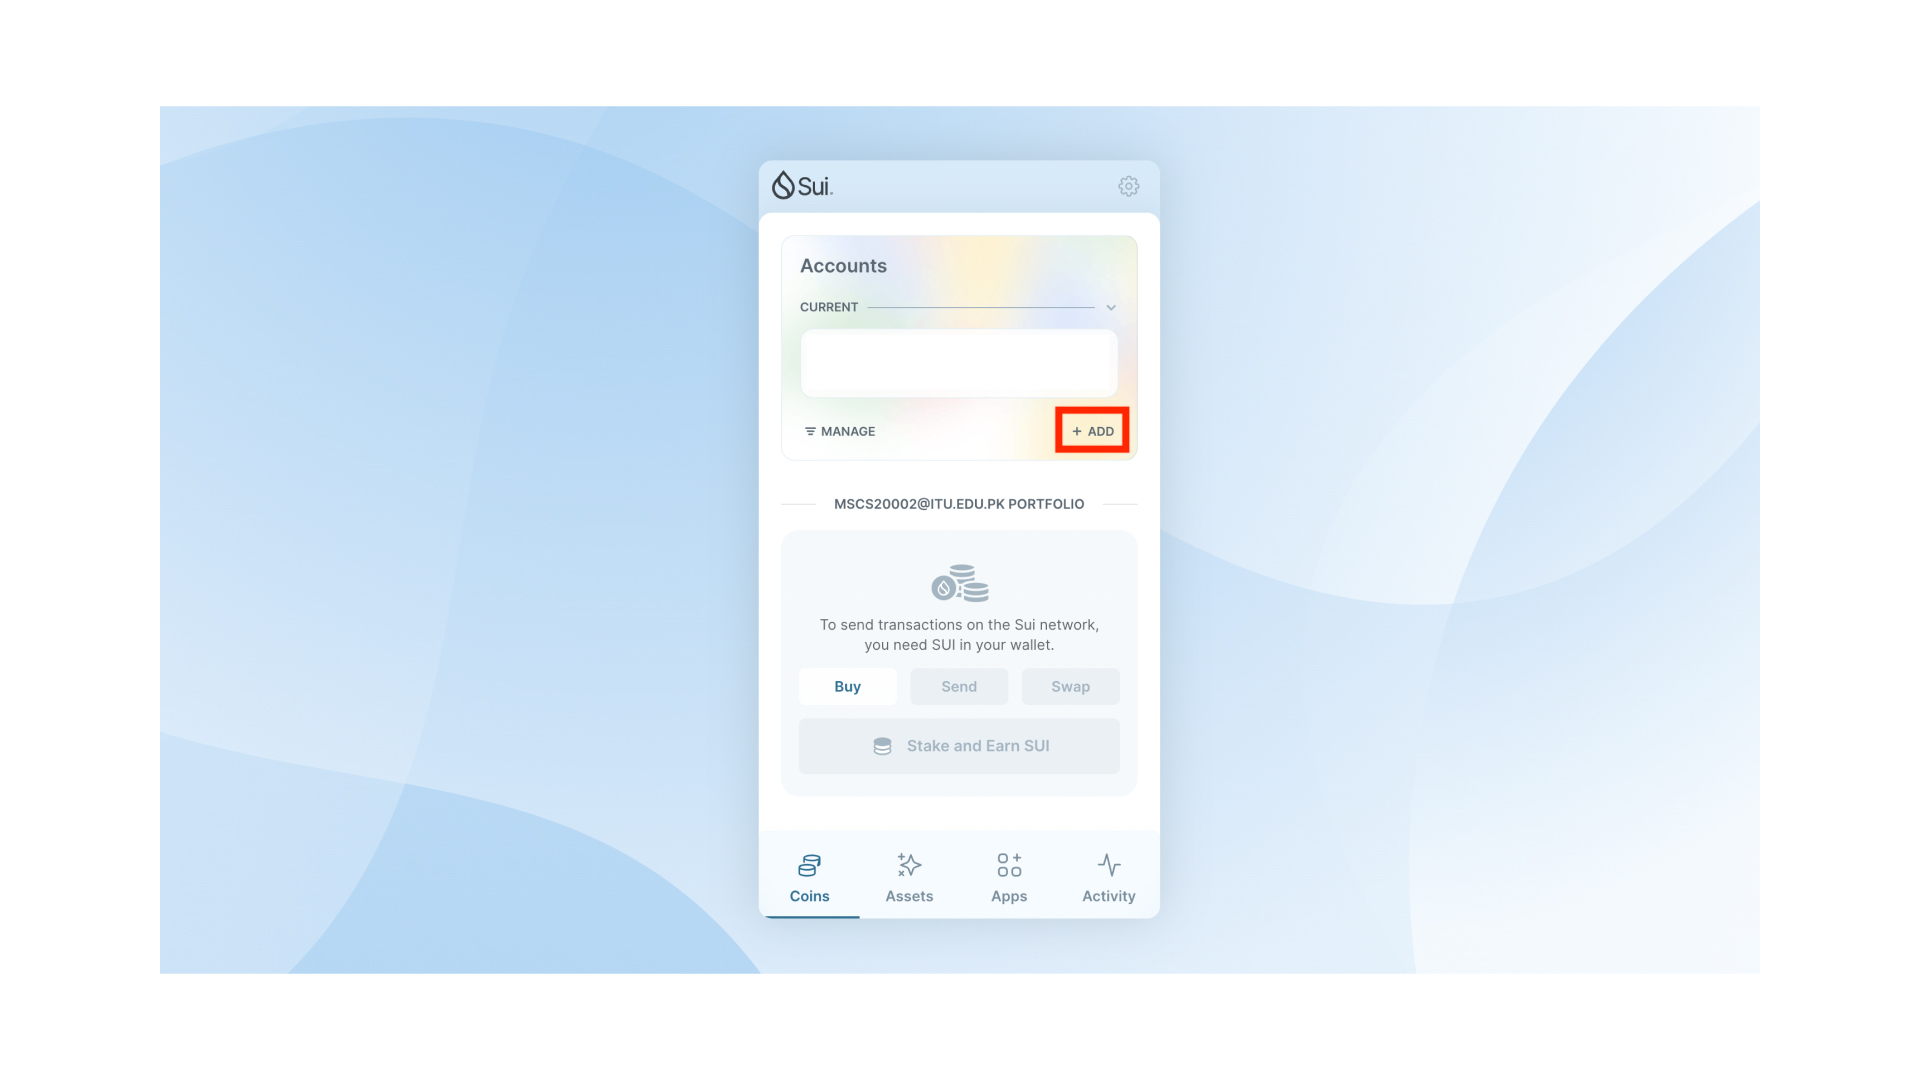 Sui.
Accounts
CURRENT
MANAGE
+ ADD
MSCS20002@ITU.EDU.PK PORTFOLIO
To send transactions on the Sui network,
you need SUI in your wallet.
Buy
Send
Swap
Stake and Earn SUI
Coins
Assets
Apps
Activity